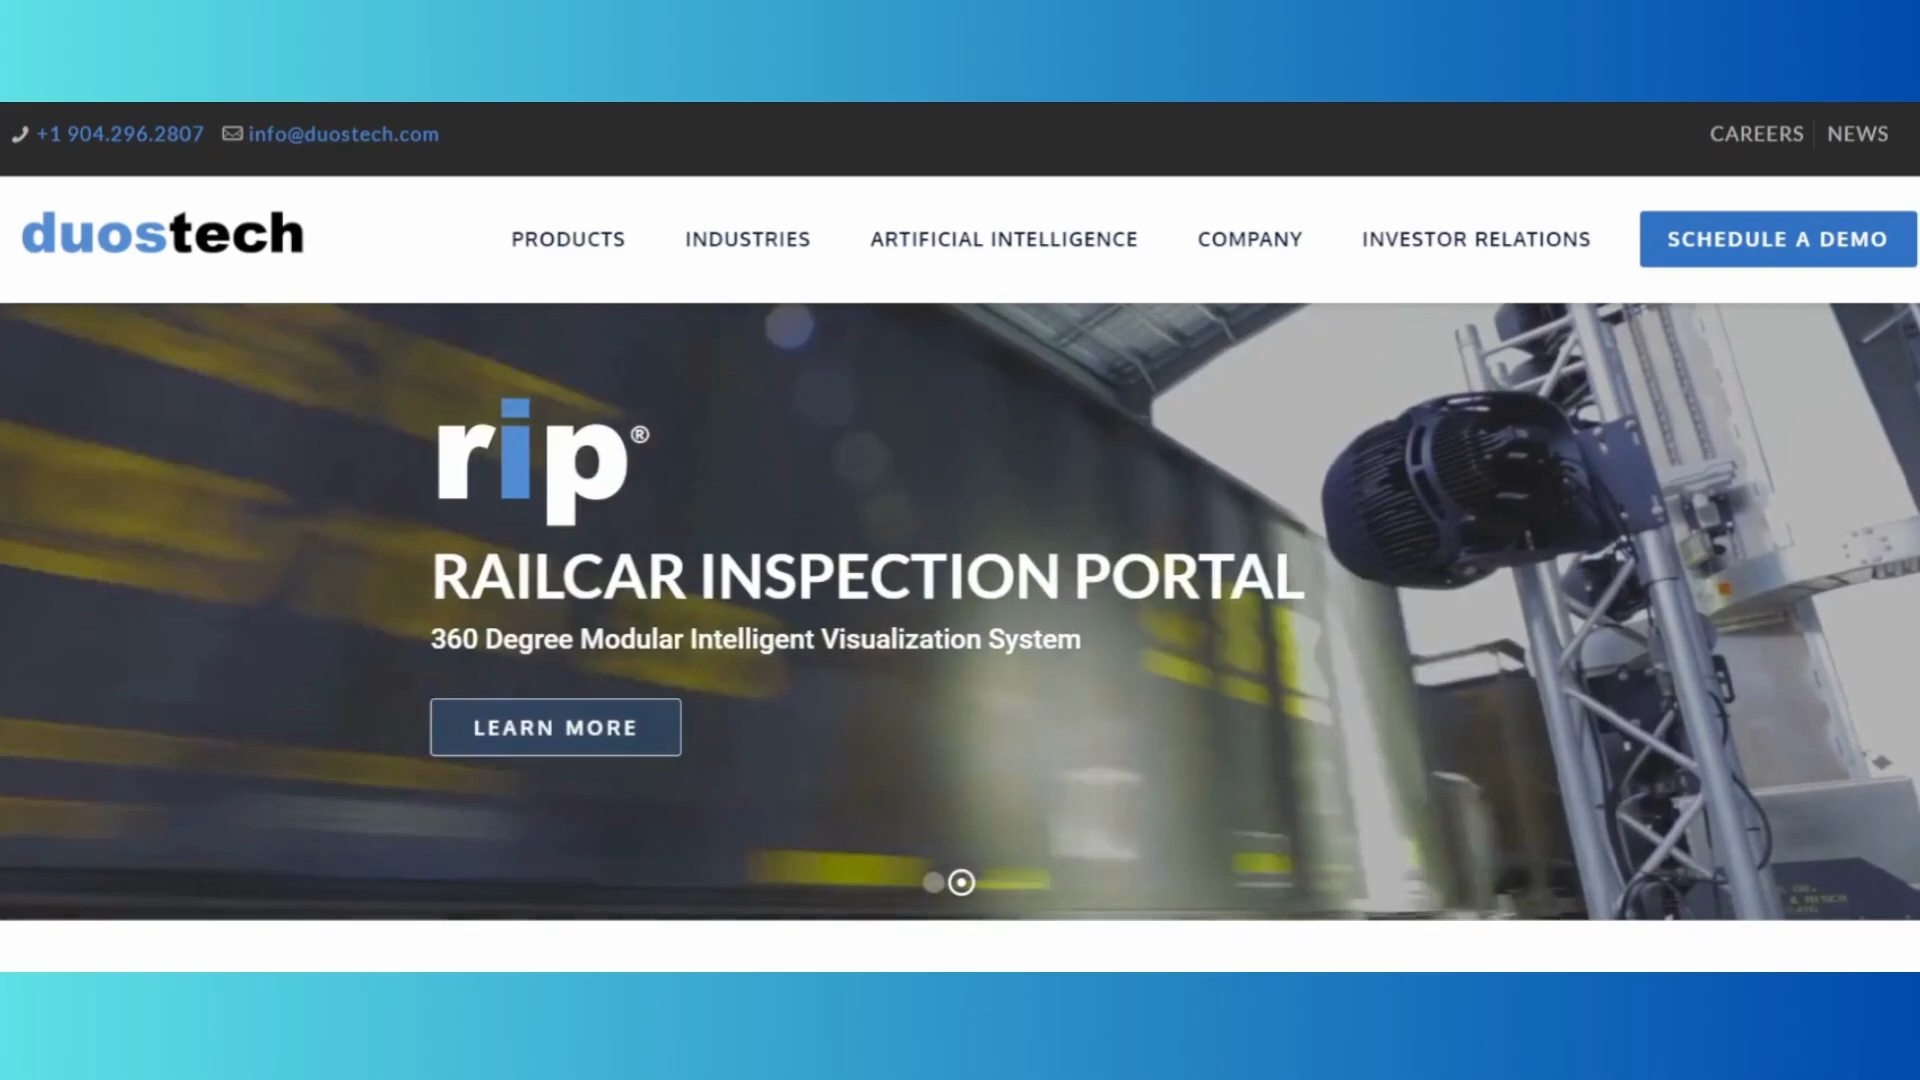 +1 904.296.2807 info@duostech.com
CAREERS NEWS
duostech
PRODUCTS INDUSTRIES ARTIFICIAL INTELLIGENCE COMPANY INVESTOR RELATIONS SCHEDULE A DEMO
rip®
RAILCAR INSPECTION PORTAL
360 Degree Modular Intelligent Visualization System
LEARN MORE